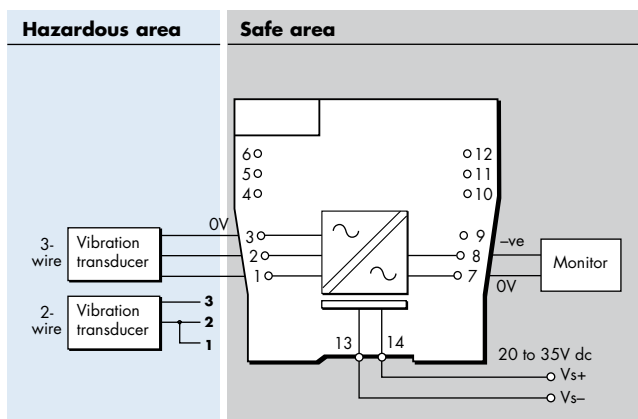 Hazardous area
Safe area
6
5
4
12
11
10
0V
3
2
1
9
8
7
–ve
0V
3-
wire
Vibration
transducer
Monitor
2-
wire
Vibration
transducer
3
2
1
13
14
20 to 35V dc
Vs+
Vs–